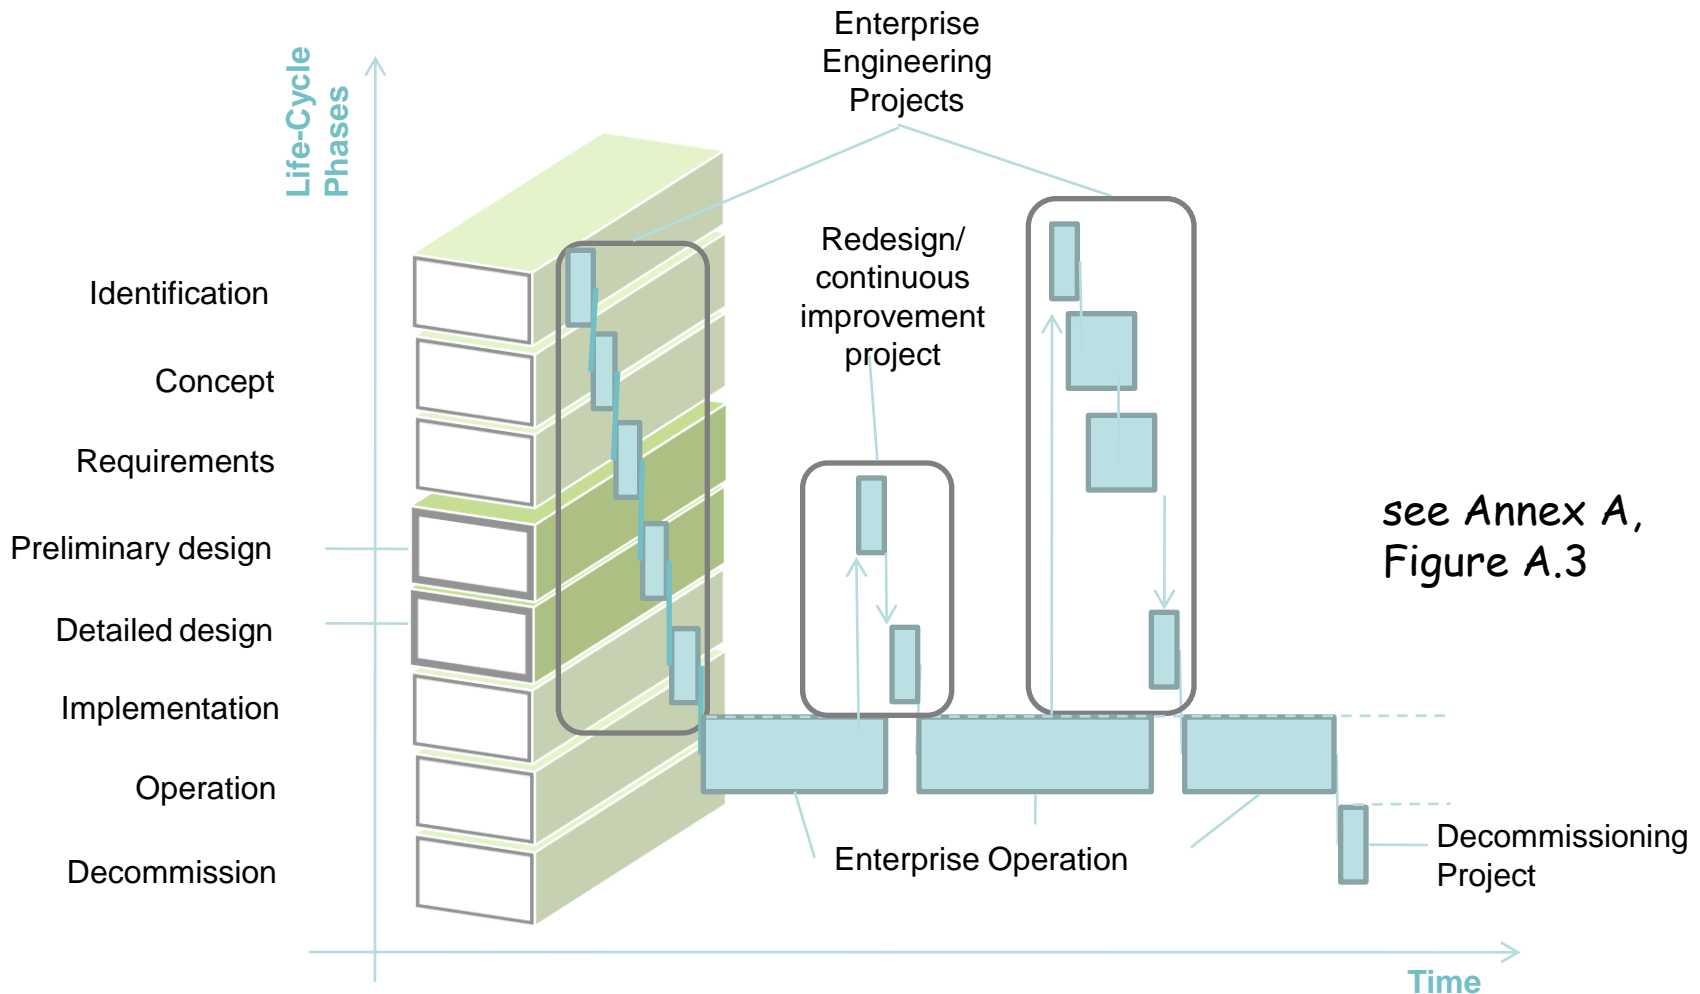 Enterprise
Engineering
Projects
Life-Cycle
Phases
Redesign/
continuous
improvement
project
Identification
Concept
Requirements
Preliminary design
Detailed design
Implementation
Operation
Decommission
see Annex A,
Figure A.3
Enterprise Operation
Decommissioning
Project
Time